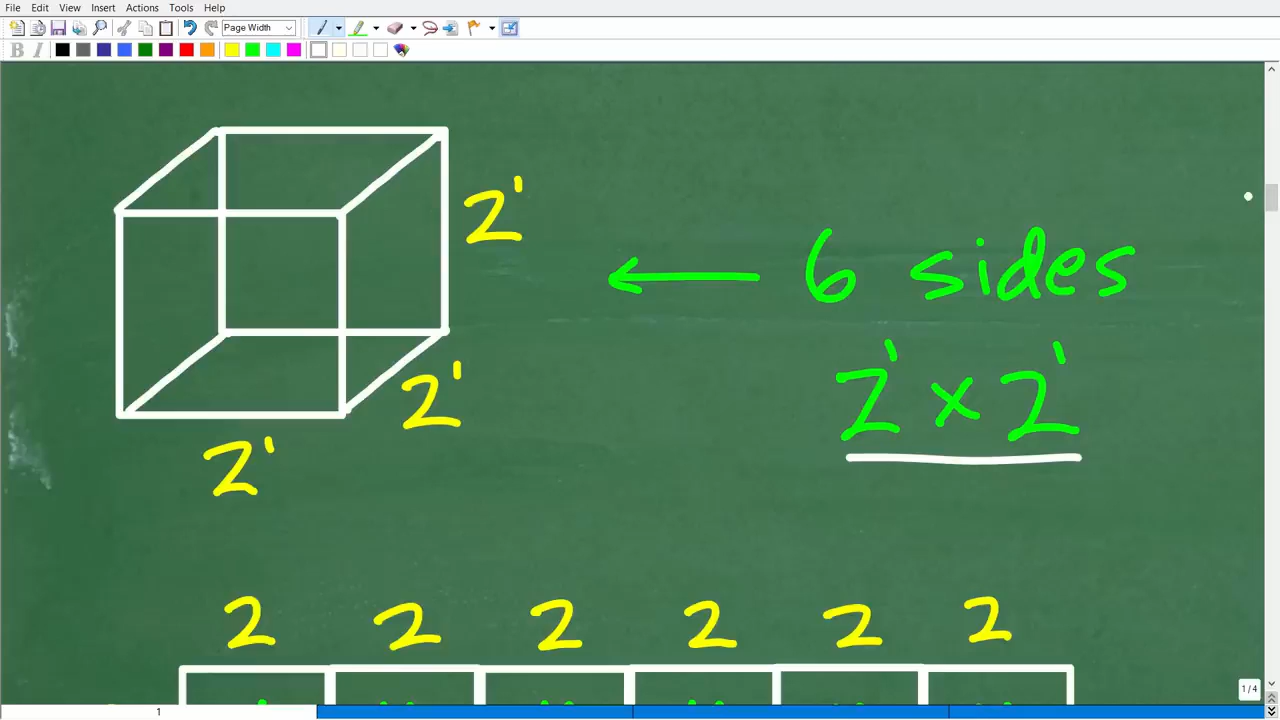 File Edit View Insert Actions Tools Help
Page Width
B I
2'
6 sides
2'
2' x 2'
2'
2 2 2 2 2 2
1/4
1